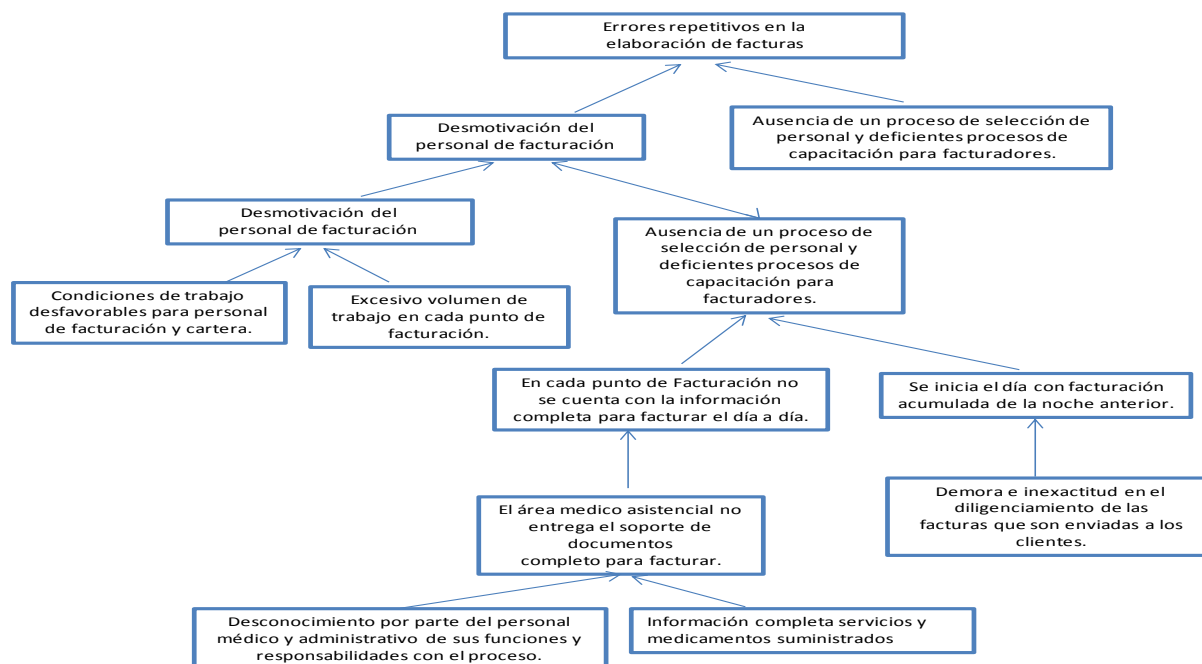 Errores repetitivos en la
elaboración de facturas
Desmotivación del
personal de facturación
Ausencia de un proceso de selección de
personal y deficientes procesos de
capacitación para facturadores.
Desmotivación del
personal de facturación
Ausencia de un proceso de
selección de personal y
deficientes procesos de
capacitación para
facturadores.
Condiciones de trabajo
desfavorables para personal
de facturación y cartera.
Excesivo volumen de
trabajo en cada punto de
facturación.
En cada punto de Facturación no
se cuenta con la información
completa para facturar el día a día.
Se inicia el día con facturación
acumulada de la noche anterior.
El área medico asistencial no
entrega el soporte de
documentos
completo para facturar.
Demora e inexactitud en el
diligenciamiento de las
facturas que son enviadas a los
clientes.
Desconocimiento por parte del personal
médico y administrativo de sus funciones y
responsabilidades con el proceso.
Información completa servicios y
medicamentos suministrados